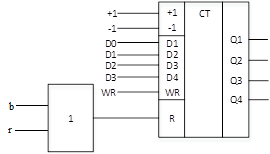 +1 +1 CT
-1 -1
D0 D1 Q1
D1 D2 Q2
D2 D3 Q3
D3 D4 Q4
WR WR
b
r 1 R